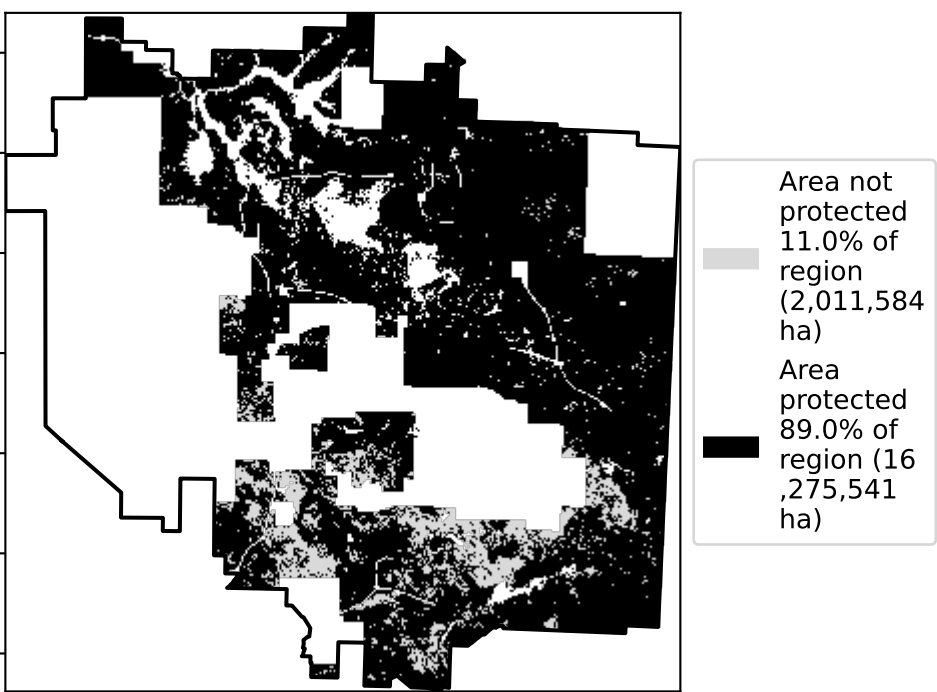 Area not
protected
11.0% of
region
(2,011,584
ha)
Area
protected
89.0% of
region (16
,275,541
ha)